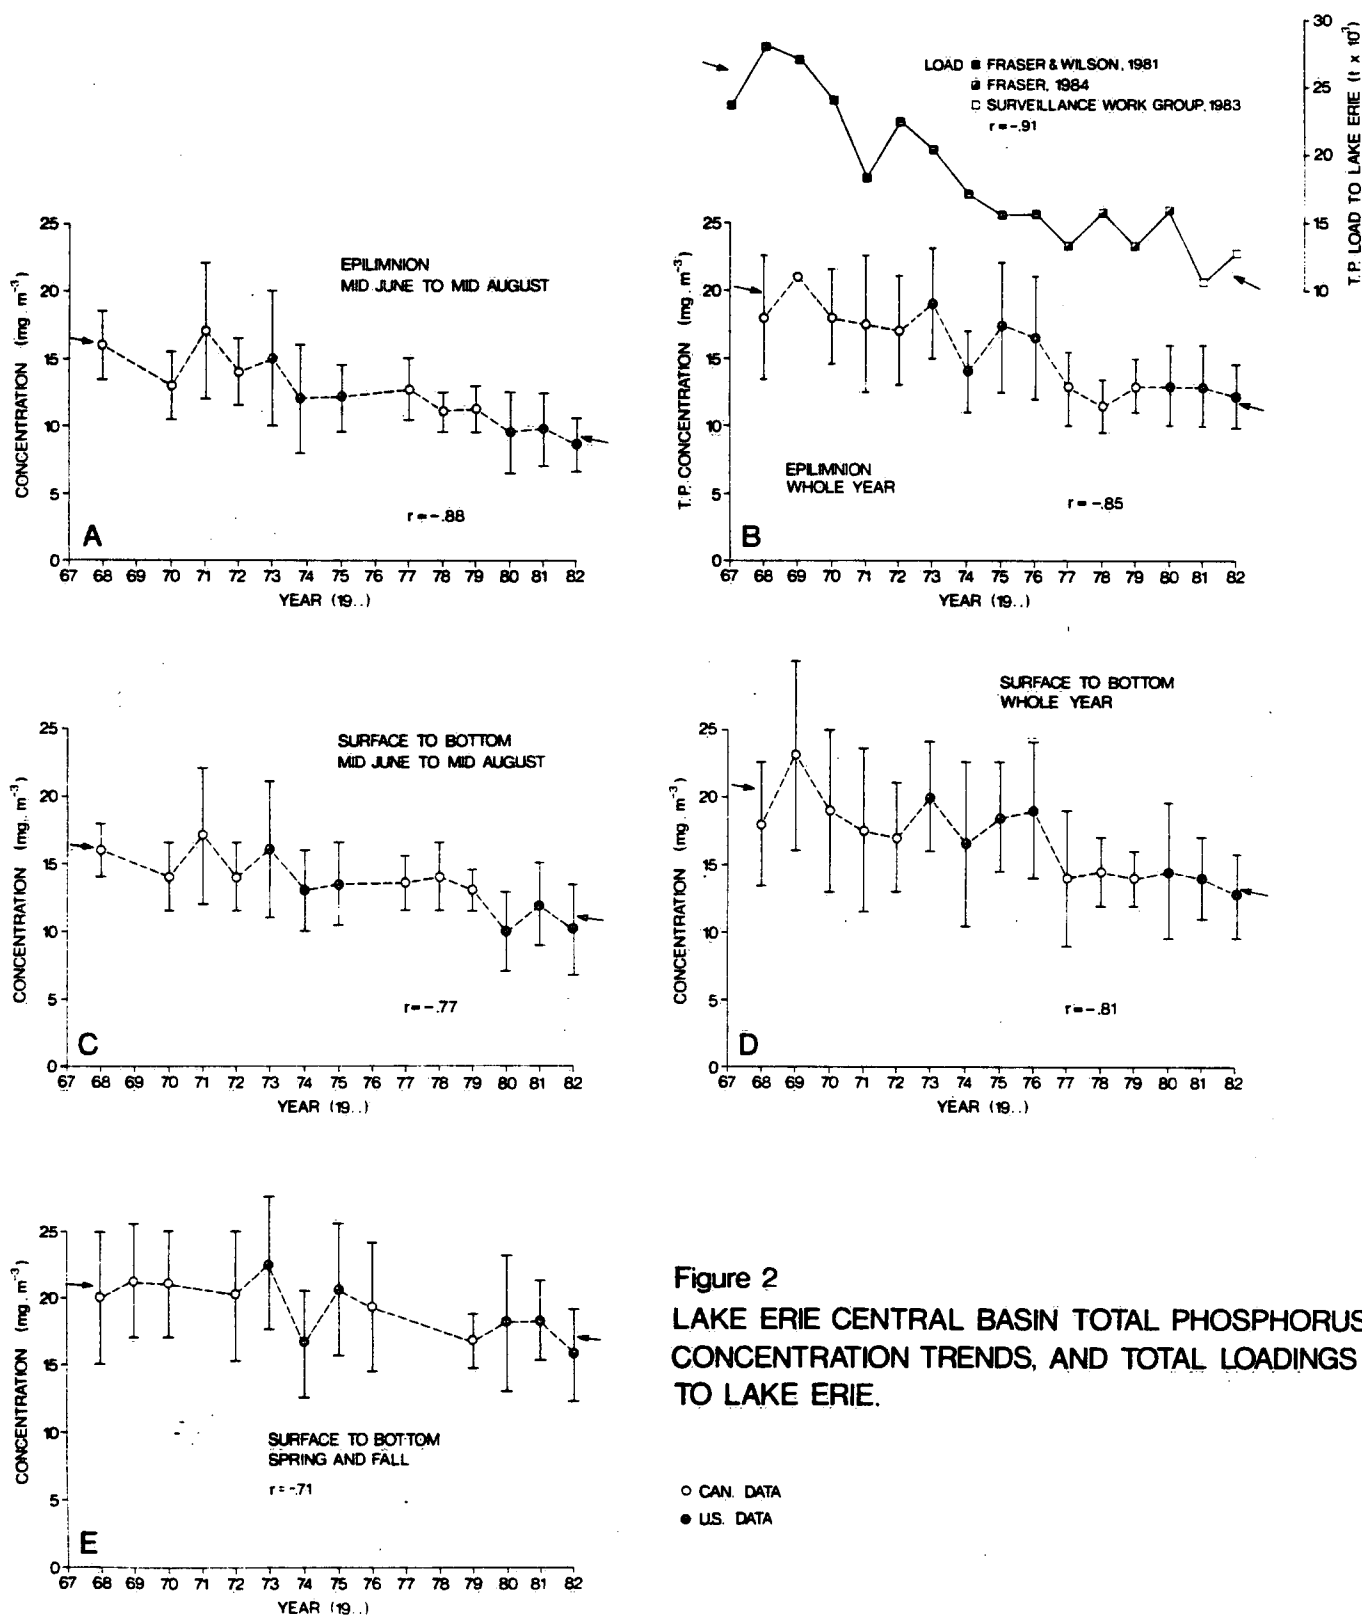 30
LOAD ■ FRASER & WILSON, 1981
FRASER, 1984
□ SURVEILLANCE WORK GROUP, 1983
r = -.91
25
20
15
10
T.P. LOAD TO LAKE ERIE (t x 10³)
25
20
15
10
5
0
CONCENTRATION (mg . m⁻³)
EPILIMNION
MID JUNE TO MID AUGUST
r = -.88
A
67 68 69 70 71 72 73 74 75 76 77 78 79 80 81 82
YEAR (19..)
25
20
15
10
5
0
T.P. CONCENTRATION (mg m⁻³)
EPILIMNION
WHOLE YEAR
r = -.85
B
67 68 69 70 71 72 73 74 75 76 77 78 79 80 81 82
YEAR (19..)
25
20
15
10
5
0
CONCENTRATION (mg. m⁻³)
SURFACE TO BOTTOM
MID JUNE TO MID AUGUST
r = -.77
C
67 68 69 70 71 72 73 74 75 76 77 78 79 80 81 82
YEAR (19..)
25
20
15
10
5
0
CONCENTRATION (mg m⁻³)
SURFACE TO BOTTOM
WHOLE YEAR
r = -.81
D
67 68 69 70 71 72 73 74 75 76 77 78 79 80 81 82
YEAR (19..)
25
20
15
10
5
0
CONCENTRATION (mg . m⁻³)
SURFACE TO BOTTOM
SPRING AND FALL
r = -.71
E
67 68 69 70 71 72 73 74 75 76 77 78 79 80 81 82
YEAR (19..)
Figure 2
LAKE ERIE CENTRAL BASIN TOTAL PHOSPHORUS
CONCENTRATION TRENDS, AND TOTAL LOADINGS
TO LAKE ERIE.
○ CAN. DATA
● U.S. DATA